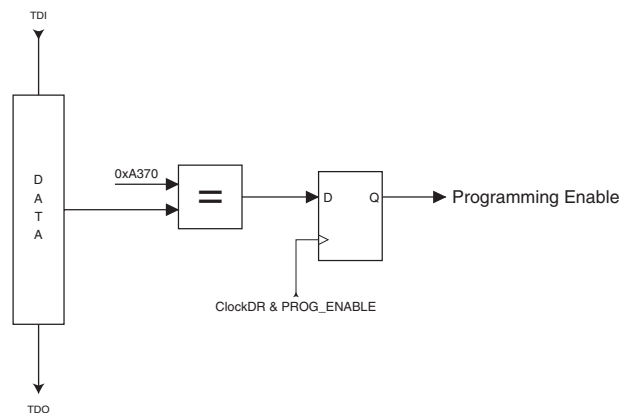 TDI
D
A
T
A
0xA370
=
D Q
Programming Enable
ClockDR & PROG_ENABLE
TDO